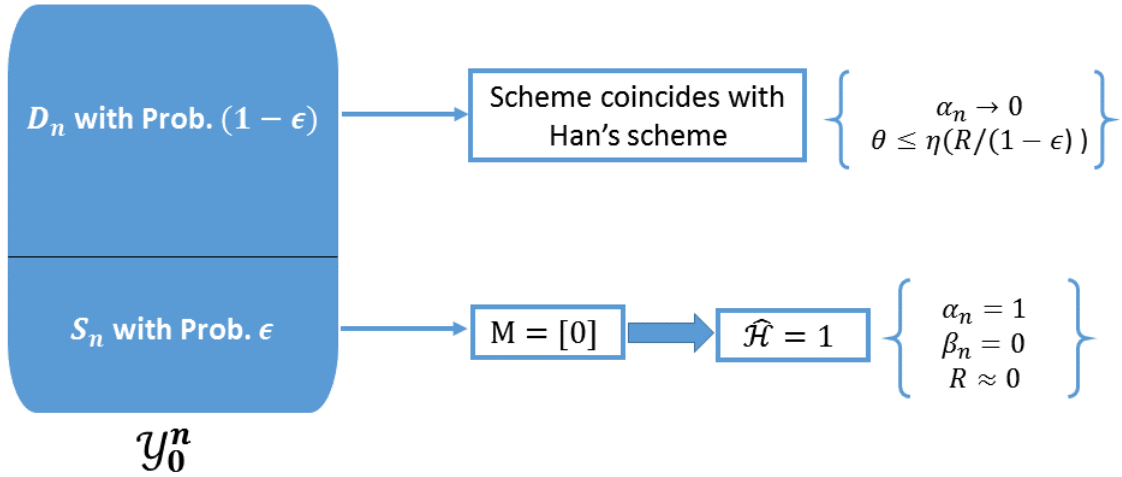 D_n with Prob. (1 − ϵ)
Scheme coincides with
Han's scheme
α_n → 0
θ ≤ η(R/(1 − ϵ) )
S_n with Prob. ϵ
M = [0]
ℋ̂ = 1
α_n = 1
β_n = 0
R ≈ 0
𝒴_0^n